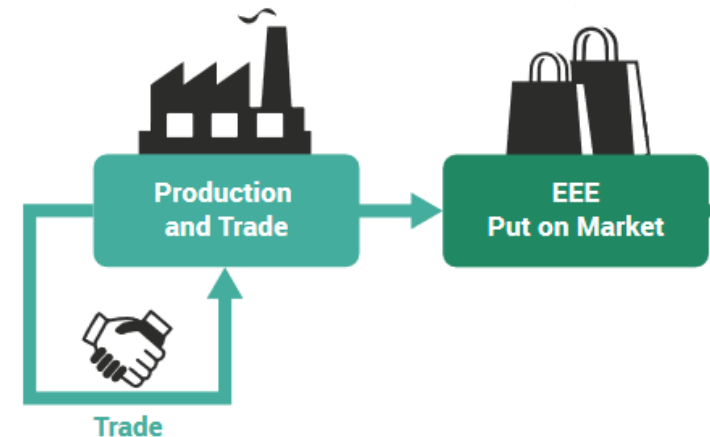 Production
and Trade
EEE
Put on Market
Trade